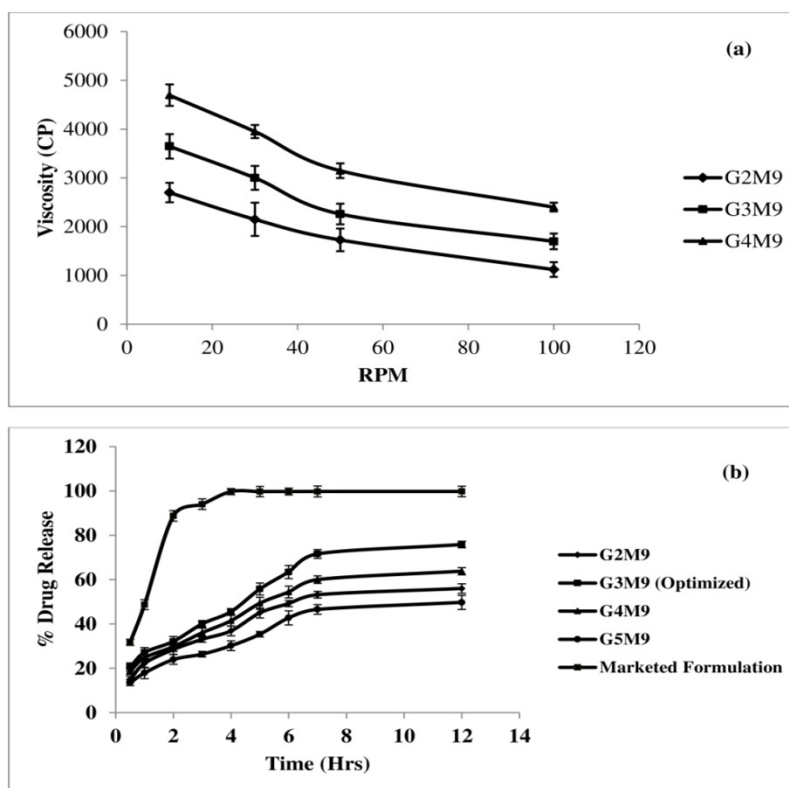 (a)
6000
5000
4000
3000
2000
1000
0
Viscosity (CP)
0 20 40 60 80 100 120
RPM
G2M9
G3M9
G4M9
(b)
120
100
80
60
40
20
0
% Drug Release
0 2 4 6 8 10 12 14
Time (Hrs)
G2M9
G3M9 (Optimized)
G4M9
G5M9
Marketed Formulation